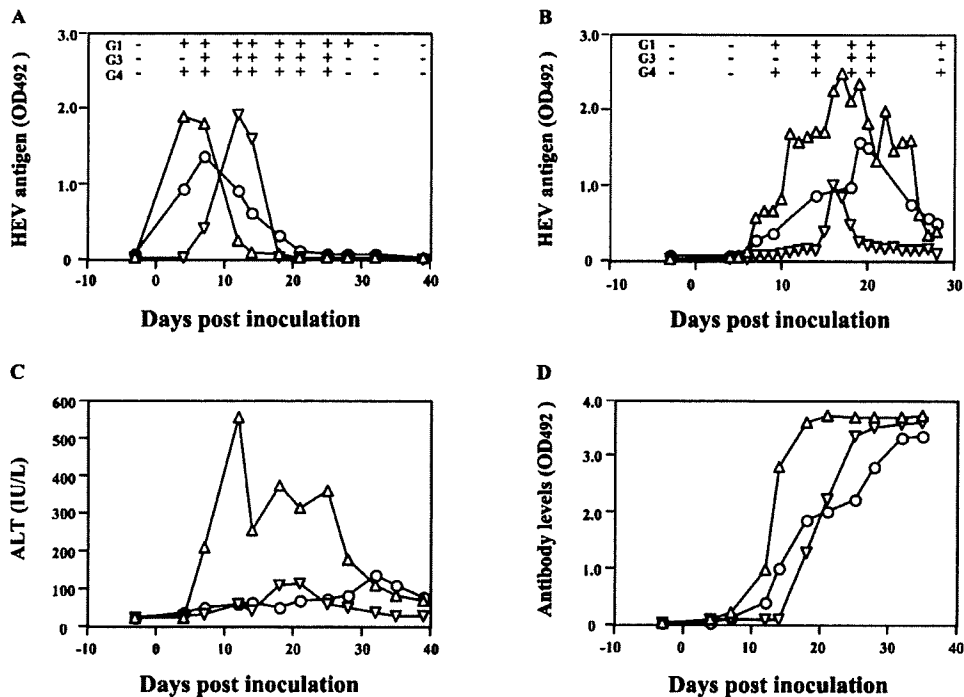 A
HEV antigen (OD492)
3.0
2.0
1.0
0
G1 - + + + + + + + + - -
G3 - - + + + + + + - - -
G4 - + + + + + + + - - -
-10 0 10 20 30 40
Days post inoculation
B
HEV antigen (OD492)
3.0
2.0
1.0
0
G1 - - + + + + +
G3 - - - + + + -
G4 - - + + + + +
-10 0 10 20 30
Days post inoculation
C
ALT (IU/L)
600
500
400
300
200
100
0
-10 0 10 20 30 40
Days post inoculation
D
Antibody levels (OD492 )
4.0
3.0
2.0
1.0
0.0
-10 0 10 20 30 40
Days post inoculation